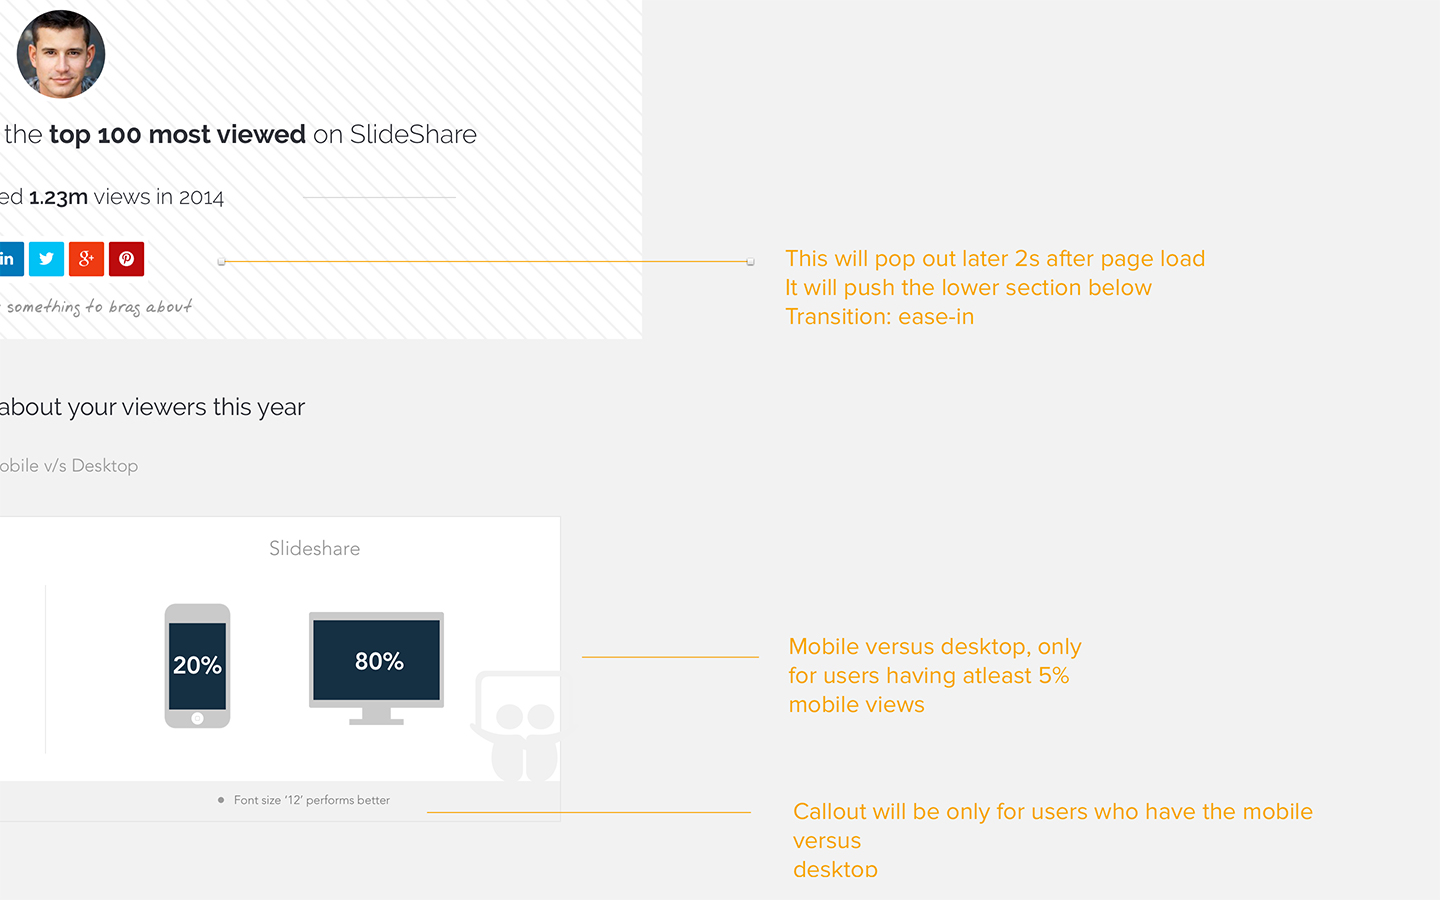 the top 100 most viewed on SlideShare
ed 1.23m views in 2014
in g+
something to brag about
This will pop out later 2s after page load
It will push the lower section below
Transition: ease-in
about your viewers this year
obile v/s Desktop
Slideshare
20% 80%
Mobile versus desktop, only
for users having atleast 5%
mobile views
Font size ‘12’ performs better
Callout will be only for users who have the mobile
versus
desktop